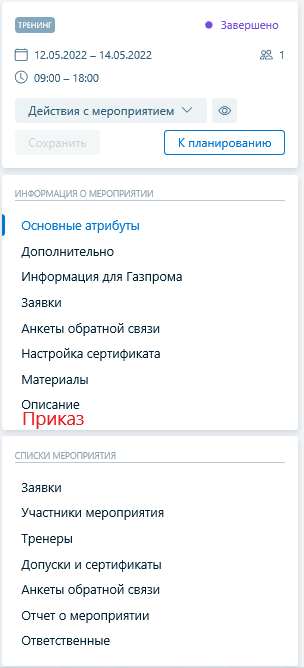 ТРЕНИНГ
Завершено
12.05.2022 – 14.05.2022
1
09:00 – 18:00
Действия с мероприятием
Сохранить
К планированию
ИНФОРМАЦИЯ О МЕРОПРИЯТИИ
Основные атрибуты
Дополнительно
Информация для Газпрома
Заявки
Анкеты обратной связи
Настройка сертификата
Материалы
Описание
Приказ
СПИСКИ МЕРОПРИЯТИЯ
Заявки
Участники мероприятия
Тренеры
Допуски и сертификаты
Анкеты обратной связи
Отчет о мероприятии
Ответственные